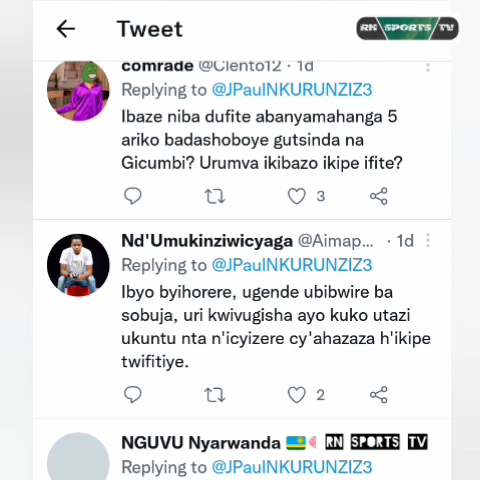 Tweet
RN SPORTS TV
comrade @Clento12 · 1d
Replying to @JPaulNKURUNZIZ3
Ibaze niba dufite abanyamahanga 5
ariko badashoboye gutsinda na
Gicumbi? Urumva ikibazo ikipe ifite?
3
Nd'Umukinziwicyaga @Aimap... · 1d
Replying to @JPaulNKURUNZIZ3
Ibyo byihorere, ugende ubibwire ba
sobuja, uri kwivugisha ayo kuko utazi
ukuntu nta n'icyizere cy'ahazaza h'ikipe
twifitiye.
2
NGUVU Nyarwanda RN SPORTS TV
Replying to @JPaulNKURUNZIZ3